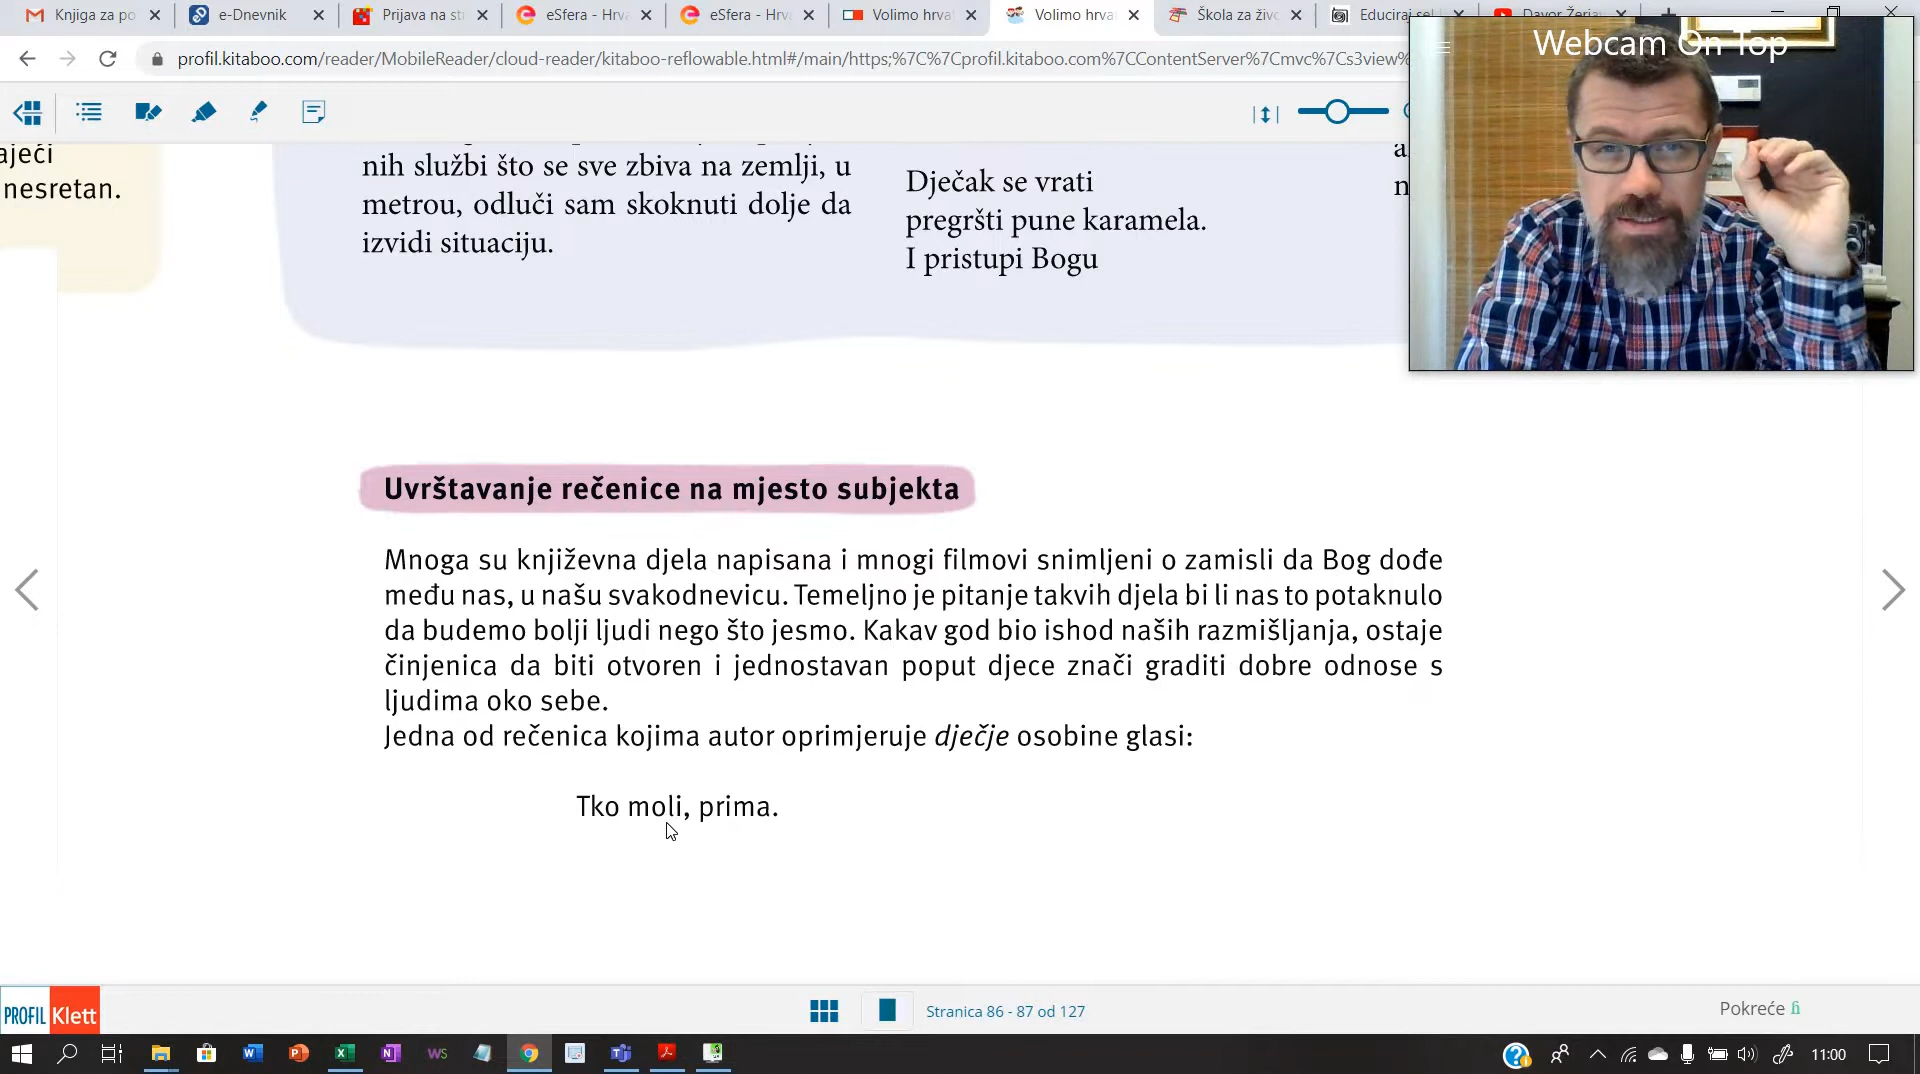 Knjiga za po
e-Dnevnik
Prijava na st
eSfera - Hrv
eSfera - Hrv
Volimo hrva
Volimo hrva
Škola za živo
Educiraj se!
Davor Žerja
profil.kitaboo.com/reader/MobileReader/cloud-reader/kitaboo-reflowable.html#/main/https;%7C%7Cprofil.kitaboo.com%7CContentServer%7Cmvc%7Cs3view%
Webcam On Top
ajeći
nesretan.
nih službi što se sve zbiva na zemlji, u
metrou, odluči sam skoknuti dolje da
izvidi situaciju.
Dječak se vrati
pregršti pune karamela.
I pristupi Bogu
Uvrštavanje rečenice na mjesto subjekta
Mnoga su književna djela napisana i mnogi filmovi snimljeni o zamisli da Bog dođe
među nas, u našu svakodnevicu. Temeljno je pitanje takvih djela bi li nas to potaknulo
da budemo bolji ljudi nego što jesmo. Kakav god bio ishod naših razmišljanja, ostaje
činjenica da biti otvoren i jednostavan poput djece znači graditi dobre odnose s
ljudima oko sebe.
Jedna od rečenica kojima autor oprimjeruje dječje osobine glasi:
Tko moli, prima.
PROFIL Klett
Stranica 86 - 87 od 127
Pokreće
11:00